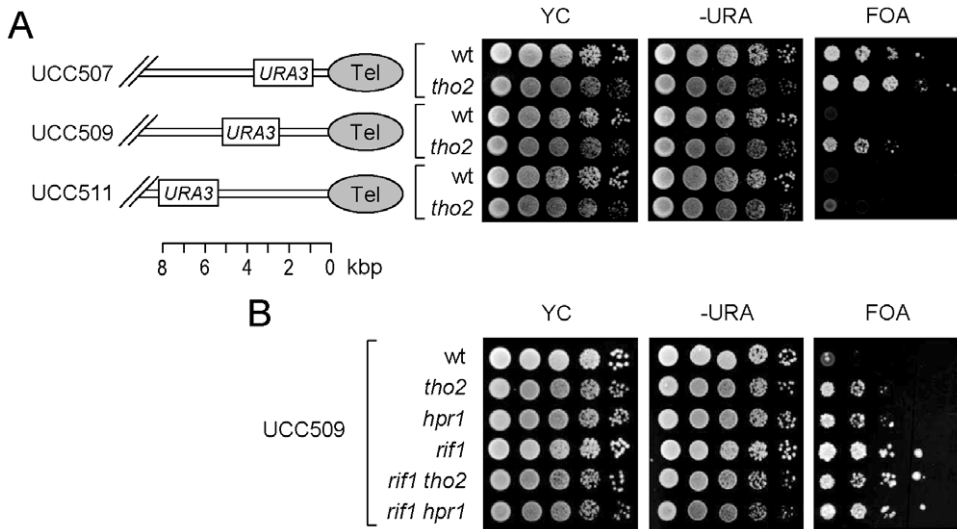 A
YC -URA FOA
UCC507 URA3 Tel wt
tho2
UCC509 URA3 Tel wt
tho2
UCC511 URA3 Tel wt
tho2
8 6 4 2 0 kbp
B
YC -URA FOA
wt
tho2
hpr1
UCC509
rif1
rif1 tho2
rif1 hpr1